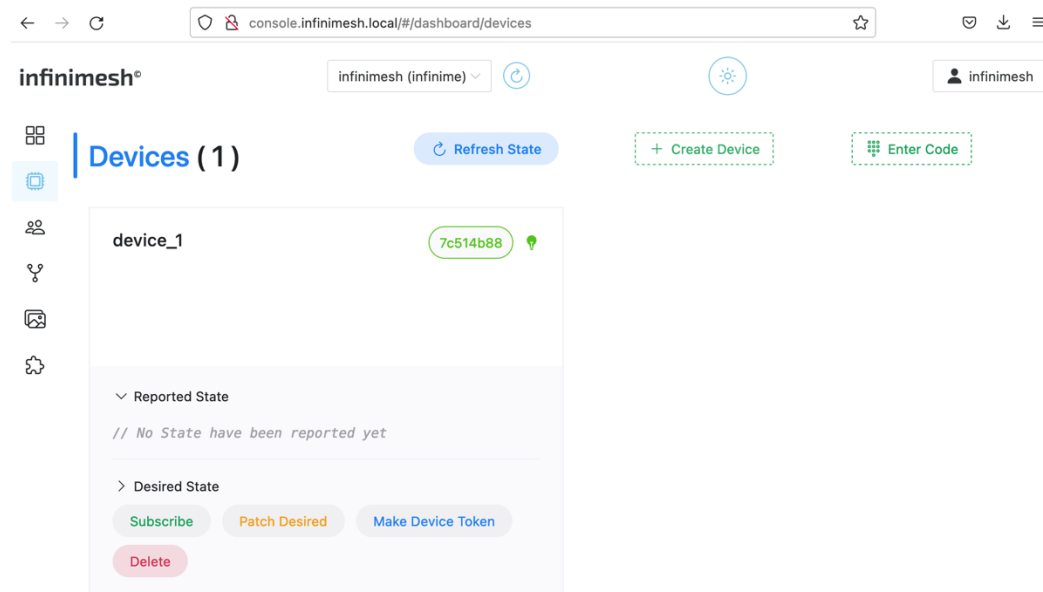 console.infinimesh.local/#/dashboard/devices
infinimesh©
infinimesh (infinime)
infinimesh
Devices (1)
Refresh State
+ Create Device
Enter Code
device_1
7c514b88
Reported State
// No State have been reported yet
Desired State
Subscribe
Patch Desired
Make Device Token
Delete